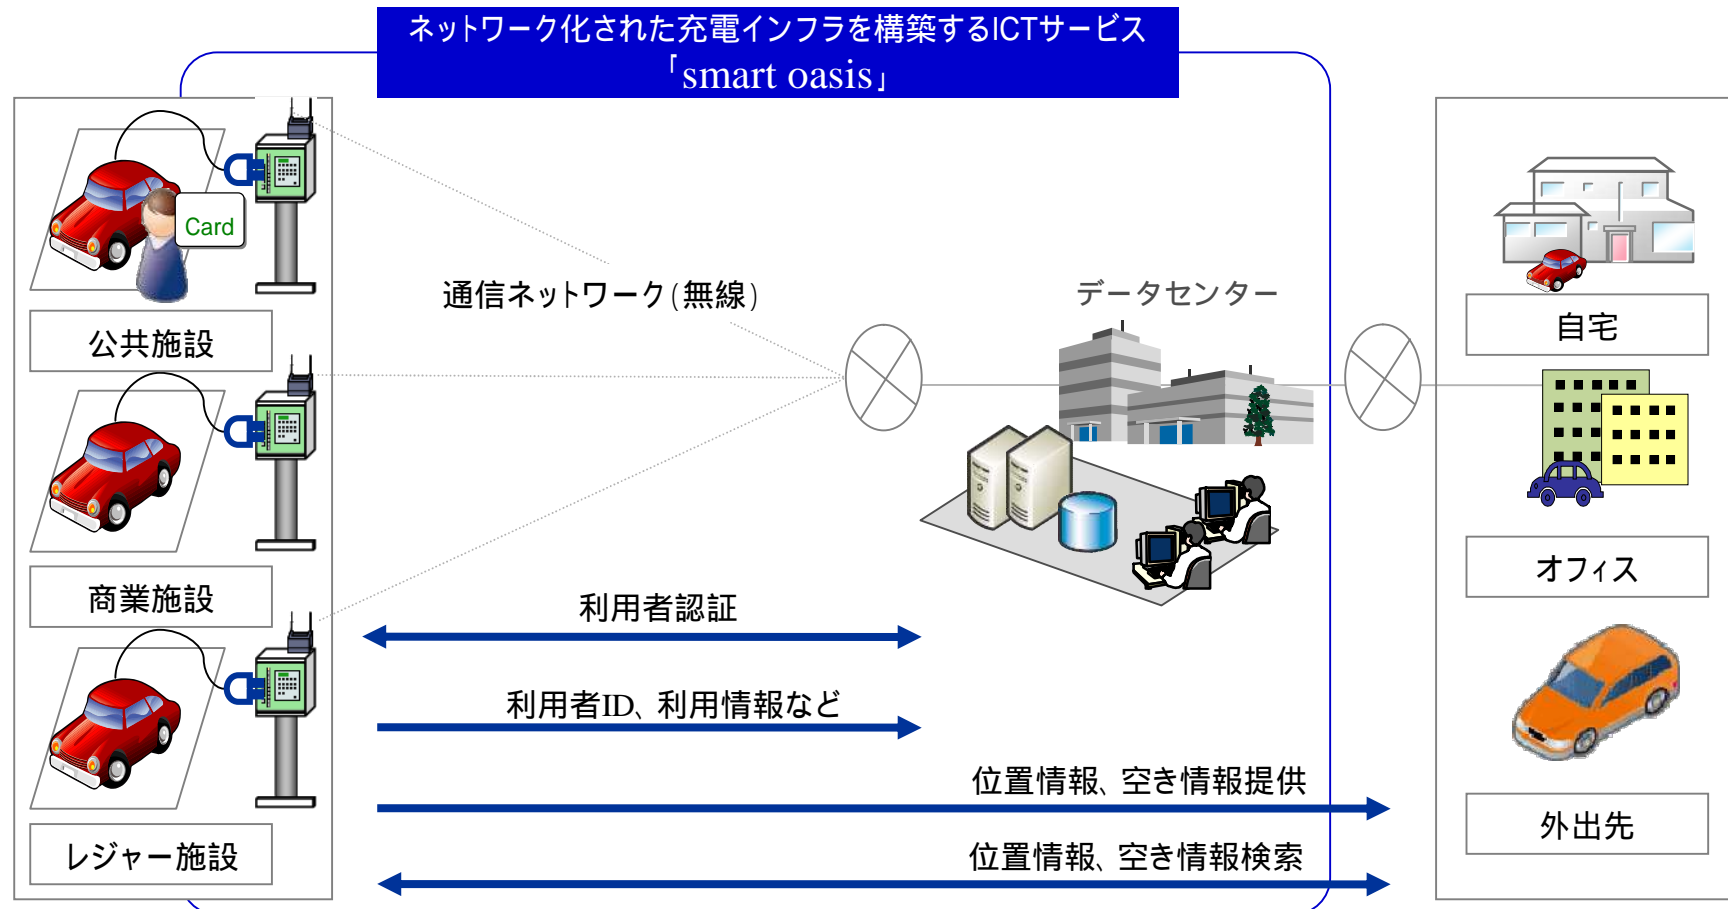 ネットワーク化された充電インフラを構築するICTサービス
「smart oasis」
Card
公共施設
商業施設
レジャー施設
通信ネットワーク(無線)
データセンター
利用者認証
利用者ID、利用情報など
位置情報、空き情報提供
位置情報、空き情報検索
自宅
オフィス
外出先